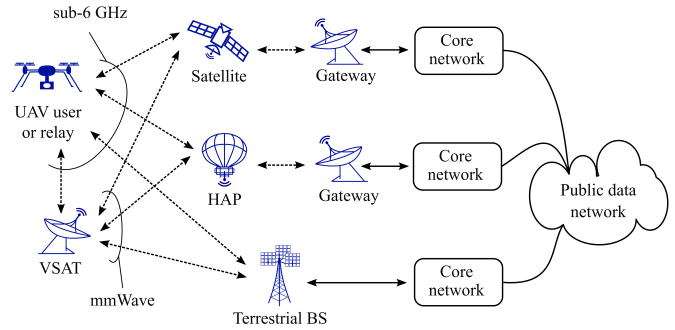 sub-6 GHz
Satellite
Gateway
Core
network
UAV user
or relay
HAP
Gateway
Core
network
Public data
network
VSAT
mmWave
Terrestrial BS
Core
network